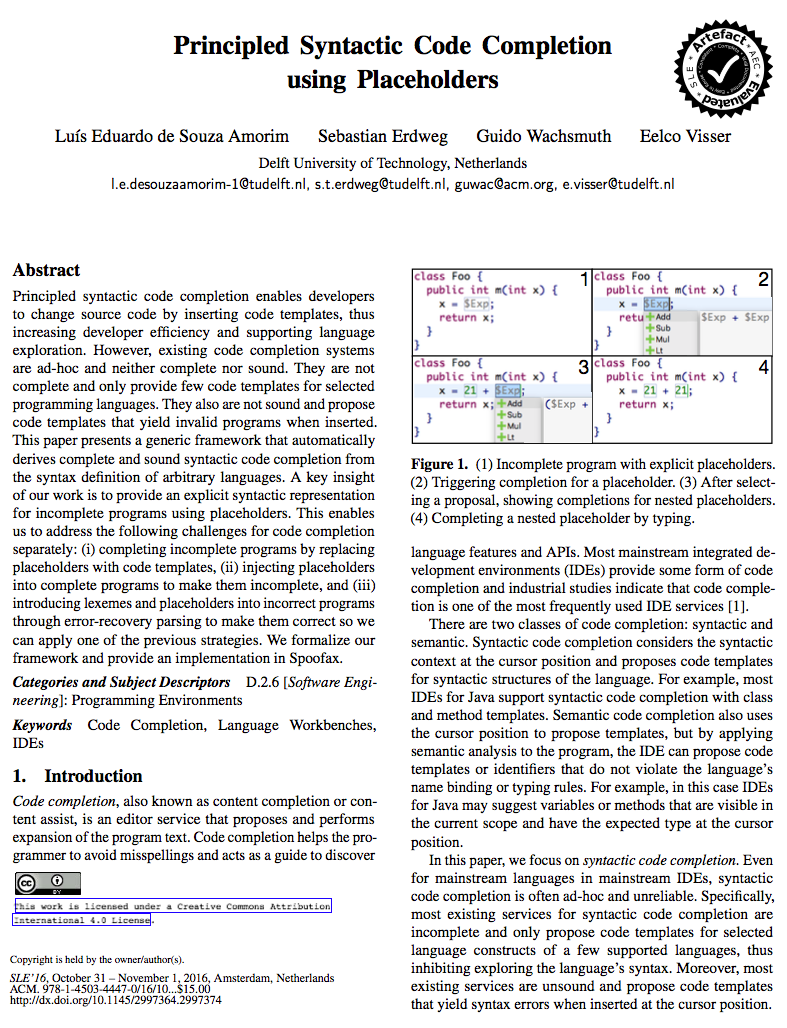 Principled Syntactic Code Completion
using Placeholders
Artefact
Evaluated
SLE
AEC
Luís Eduardo de Souza Amorim Sebastian Erdweg Guido Wachsmuth Eelco Visser
Delft University of Technology, Netherlands
l.e.desouzaamorim-1@tudelft.nl, s.t.erdweg@tudelft.nl, guwac@acm.org, e.visser@tudelft.nl
Abstract
Principled syntactic code completion enables developers
to change source code by inserting code templates, thus
increasing developer efficiency and supporting language
exploration. However, existing code completion systems
are ad-hoc and neither complete nor sound. They are not
complete and only provide few code templates for selected
programming languages. They also are not sound and propose
code templates that yield invalid programs when inserted.
This paper presents a generic framework that automatically
derives complete and sound syntactic code completion from
the syntax definition of arbitrary languages. A key insight
of our work is to provide an explicit syntactic representation
for incomplete programs using placeholders. This enables
us to address the following challenges for code completion
separately: (i) completing incomplete programs by replacing
placeholders with code templates, (ii) injecting placeholders
into complete programs to make them incomplete, and (iii)
introducing lexemes and placeholders into incorrect programs
through error-recovery parsing to make them correct so we
can apply one of the previous strategies. We formalize our
framework and provide an implementation in Spoofax.
Categories and Subject Descriptors D.2.6 [Software Engi-
neering]: Programming Environments
Keywords Code Completion, Language Workbenches,
IDEs
1. Introduction
Code completion, also known as content completion or con-
tent assist, is an editor service that proposes and performs
expansion of the program text. Code completion helps the pro-
grammer to avoid misspellings and acts as a guide to discover
cc BY
This work is licensed under a Creative Commons Attribution
International 4.0 License.
Copyright is held by the owner/author(s).
SLE'16, October 31 – November 1, 2016, Amsterdam, Netherlands
ACM. 978-1-4503-4447-0/16/10...$15.00
http://dx.doi.org/10.1145/2997364.2997374
class Foo { 1
public int m(int x) {
x = $Exp;
return x;
}
}
class Foo { 2
public int m(int x) {
x = $Exp;
retu Add $Exp + $Exp
} Sub
Mul
} Lt
class Foo { 3
public int m(int x) {
x = 21 + $Exp;
return x; Add ($Exp +
} Sub
Mul
} Lt
class Foo { 4
public int m(int x) {
x = 21 + 21;
return x;
}
}
Figure 1. (1) Incomplete program with explicit placeholders.
(2) Triggering completion for a placeholder. (3) After select-
ing a proposal, showing completions for nested placeholders.
(4) Completing a nested placeholder by typing.
language features and APIs. Most mainstream integrated de-
velopment environments (IDEs) provide some form of code
completion and industrial studies indicate that code comple-
tion is one of the most frequently used IDE services [1].
There are two classes of code completion: syntactic and
semantic. Syntactic code completion considers the syntactic
context at the cursor position and proposes code templates
for syntactic structures of the language. For example, most
IDEs for Java support syntactic code completion with class
and method templates. Semantic code completion also uses
the cursor position to propose templates, but by applying
semantic analysis to the program, the IDE can propose code
templates or identifiers that do not violate the language's
name binding or typing rules. For example, in this case IDEs
for Java may suggest variables or methods that are visible in
the current scope and have the expected type at the cursor
position.
In this paper, we focus on syntactic code completion. Even
for mainstream languages in mainstream IDEs, syntactic
code completion is often ad-hoc and unreliable. Specifically,
most existing services for syntactic code completion are
incomplete and only propose code templates for selected
language constructs of a few supported languages, thus
inhibiting exploring the language's syntax. Moreover, most
existing services are unsound and propose code templates
that yield syntax errors when inserted at the cursor position.